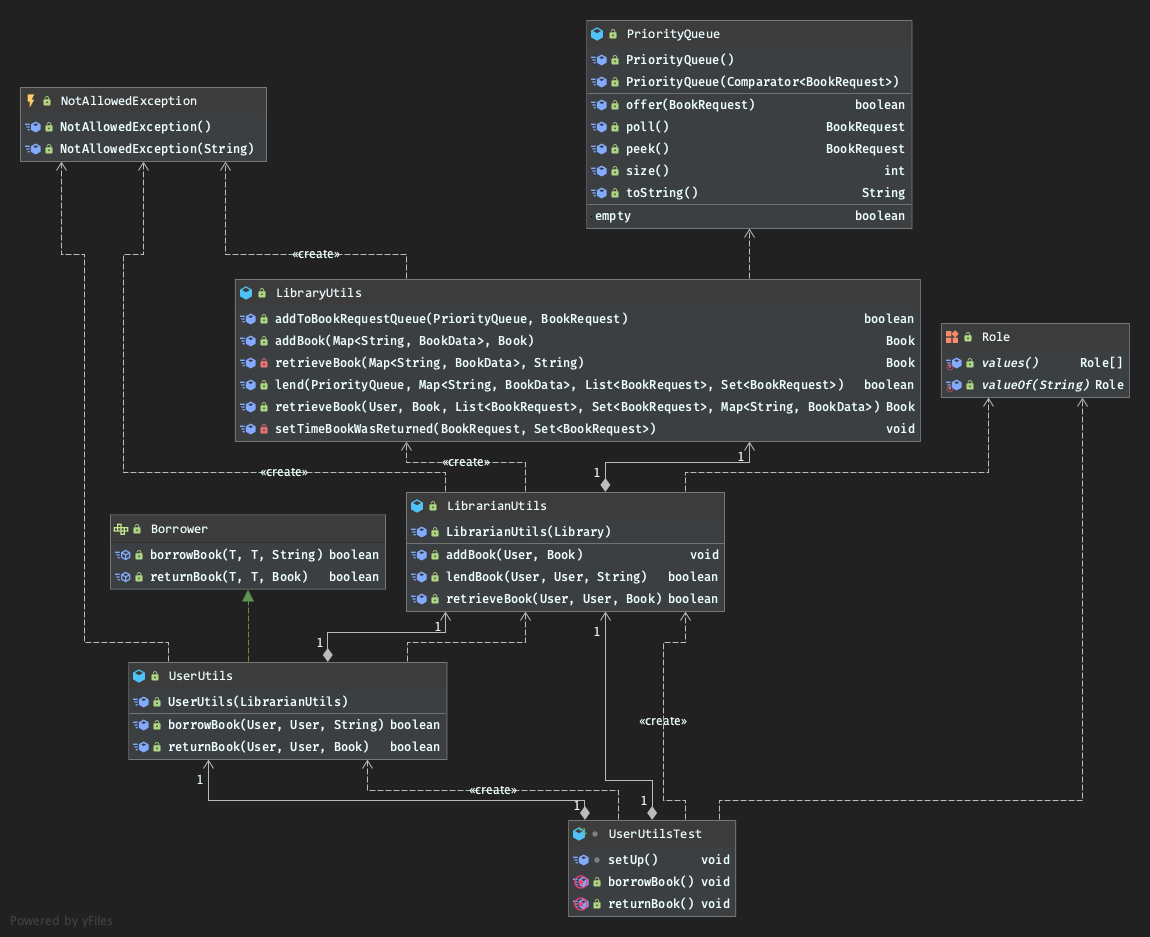 PriorityQueue
PriorityQueue()
PriorityQueue(Comparator<BookRequest>)
offer(BookRequest) boolean
poll() BookRequest
peek() BookRequest
size() int
toString() String
empty boolean
NotAllowedException
NotAllowedException()
NotAllowedException(String)
«create»
LibraryUtils
addToBookRequestQueue(PriorityQueue, BookRequest) boolean
addBook(Map<String, BookData>, Book) Book
retrieveBook(Map<String, BookData>, String) Book
lend(PriorityQueue, Map<String, BookData>, List<BookRequest>, Set<BookRequest>) boolean
retrieveBook(User, Book, List<BookRequest>, Set<BookRequest>, Map<String, BookData>) Book
setTimeBookWasReturned(BookRequest, Set<BookRequest>) void
Role
values() Role[]
valueOf(String) Role
«create»
«create»
1
1
LibrarianUtils
LibrarianUtils(Library)
addBook(User, Book) void
lendBook(User, User, String) boolean
retrieveBook(User, User, Book) boolean
Borrower
borrowBook(T, T, String) boolean
returnBook(T, T, Book) boolean
1
1
1
UserUtils
UserUtils(LibrarianUtils)
borrowBook(User, User, String) boolean
returnBook(User, User, Book) boolean
«create»
1
«create»
1
1
UserUtilsTest
setUp() void
borrowBook() void
returnBook() void
Powered by yFiles